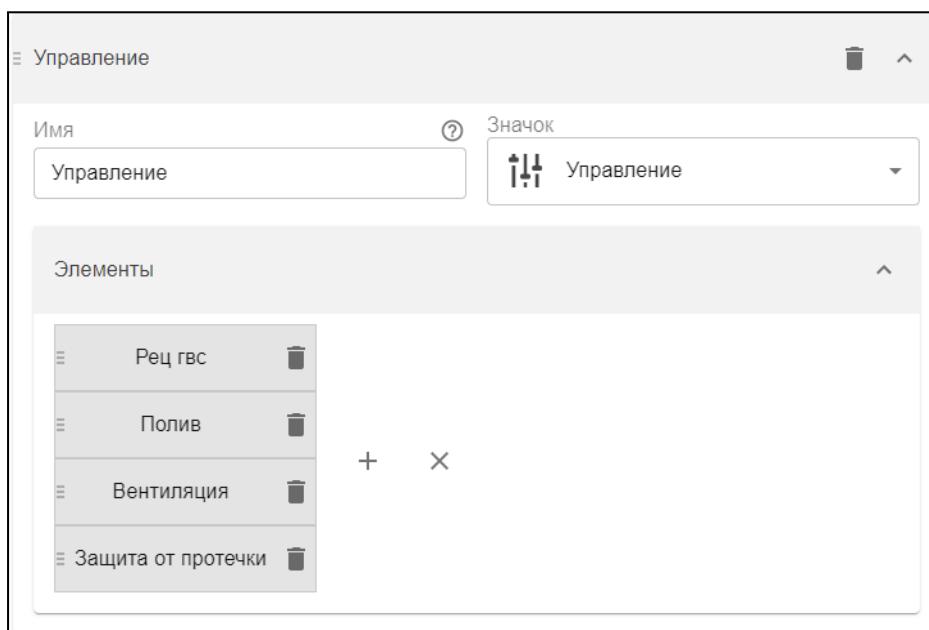 Управление
Имя
Значок
Управление
Управление
Элементы
Рец гвс
Полив
Вентиляция
Защита от протечки